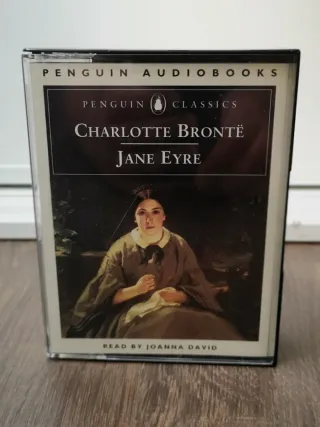 PENGUIN AUDIOBOOKS
PENGUIN CLASSICS
CHARLOTTE BRONTË
JANE EYRE
READ BY JOANNA DAVID